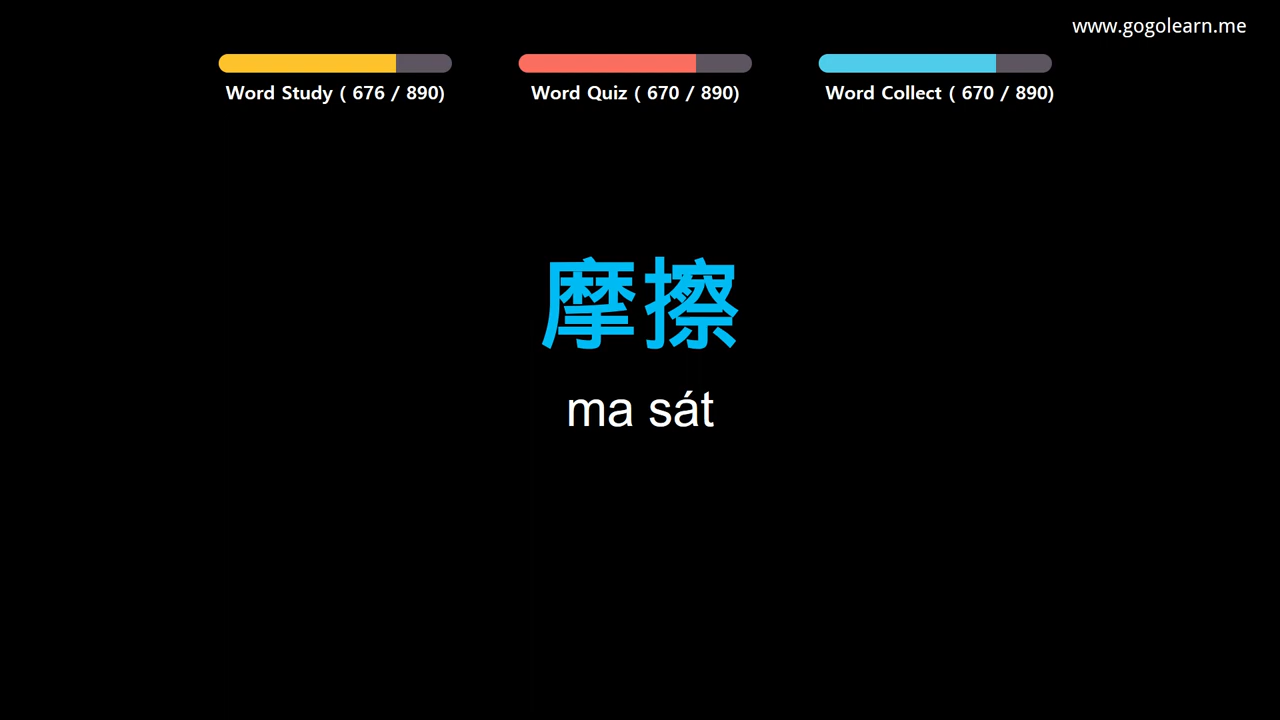 www.gogolearn.me
Word Study ( 676 / 890)
Word Quiz ( 670 / 890)
Word Collect ( 670 / 890)
摩擦
ma sát